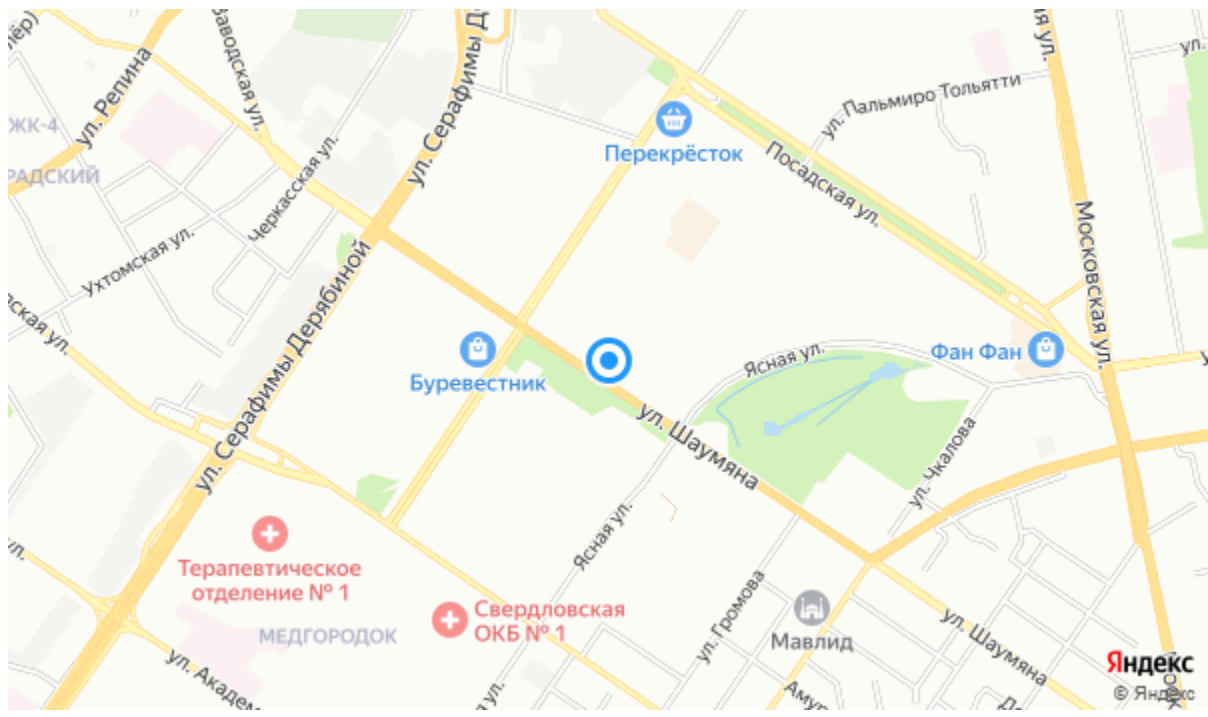 Заводская ул.
ул. Репина
ул. Серафимы Де
ул. Пальмиро Тольятти
ЖК-4
РАДСКИЙ
Черкасская ул.
Перекрёсток
Посадская ул.
Московская ул.
Ухтомская ул.
ул. Серафимы Дерябиной
Буревестник
Ясная ул.
Фан Фан
ул. Шаумяна
ул. Чкалова
Ясная ул.
Терапевтическое
отделение № 1
Свердловская
ОКБ № 1
МЕДГОРОДОК
ул. Громова
Мавлид
ул. Шаумяна
ул. Академ
Амур
Яндекс
© Яндекс